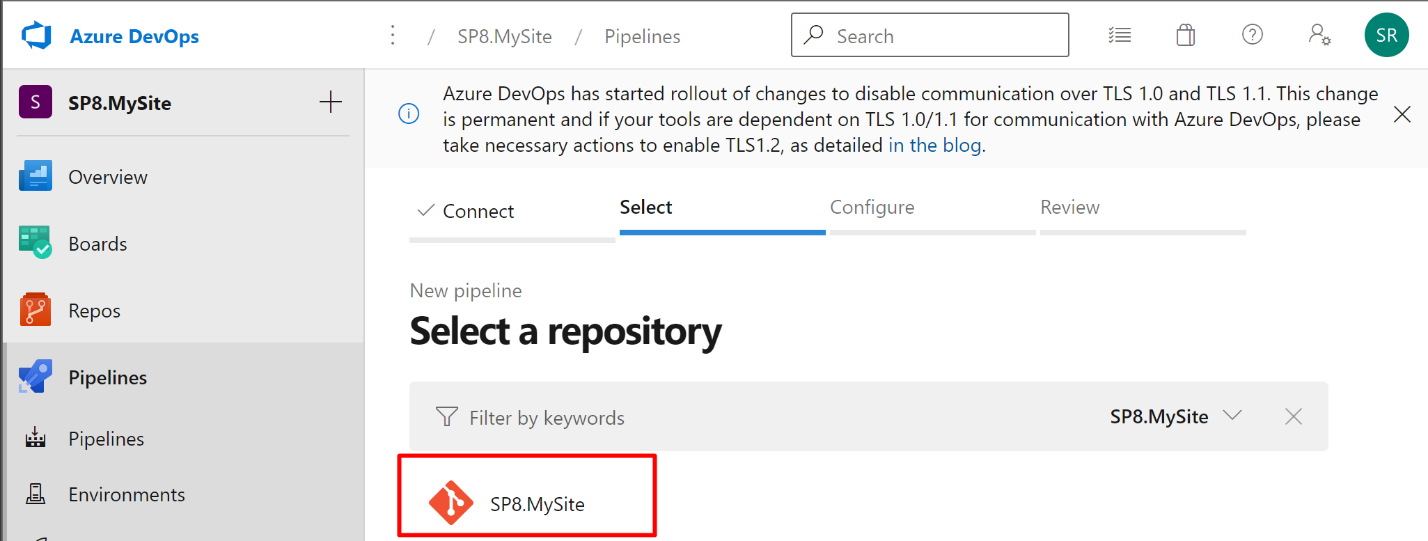 Azure DevOps
/ SP8.MySite / Pipelines
Search
SR
S SP8.MySite
Overview
Boards
Repos
Pipelines
Pipelines
Environments
Azure DevOps has started rollout of changes to disable communication over TLS 1.0 and TLS 1.1. This change
is permanent and if your tools are dependent on TLS 1.0/1.1 for communication with Azure DevOps, please
take necessary actions to enable TLS1.2, as detailed in the blog.
Connect
Select
Configure
Review
New pipeline
Select a repository
Filter by keywords
SP8.MySite
SP8.MySite